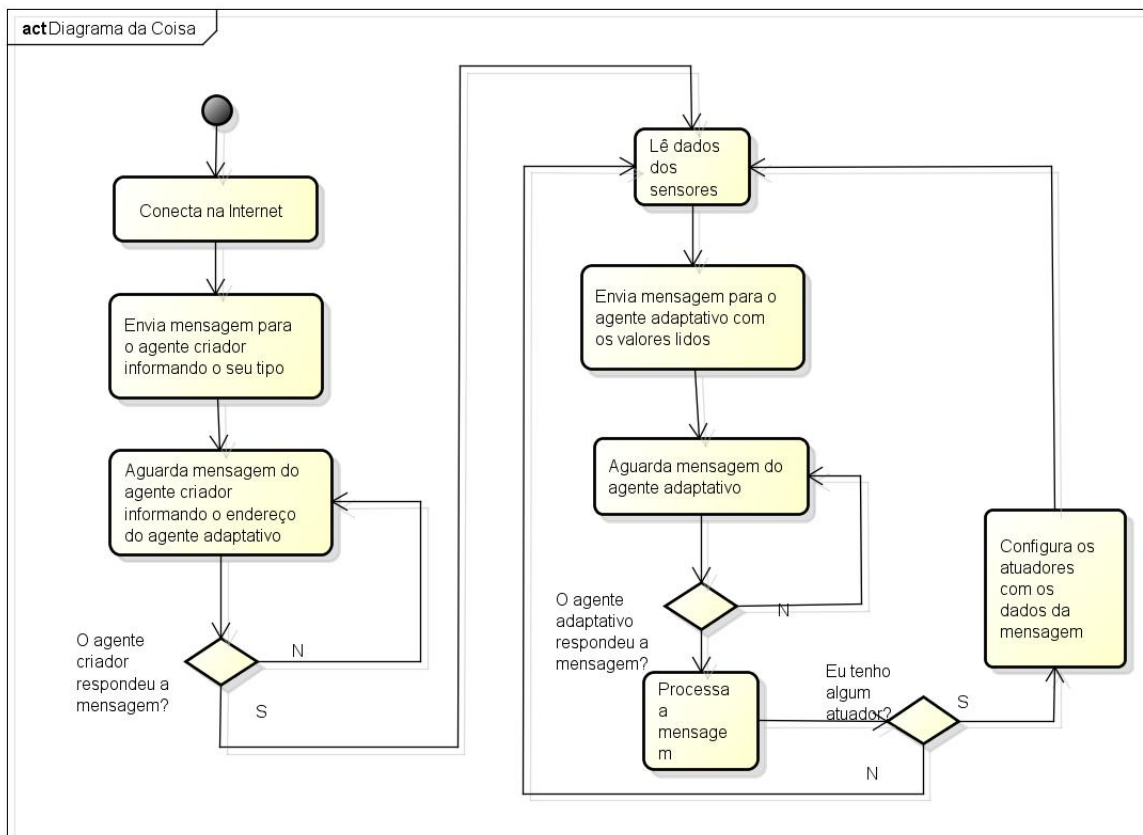 act Diagrama da Coisa
Conecta na Internet
Envia mensagem para
o agente criador
informando o seu tipo
Aguarda mensagem do
agente criador
informando o endereço
do agente adaptativo
O agente
criador
respondeu a
mensagem?
N
S
Lê dados
dos
sensores
Envia mensagem para o
agente adaptativo com
os valores lidos
Aguarda mensagem do
agente adaptativo
O agente
adaptativo
respondeu a
mensagem?
N
Processa
a
mensage
m
Eu tenho
algum
atuador?
S
N
Configura os
atuadores
com os
dados da
mensagem